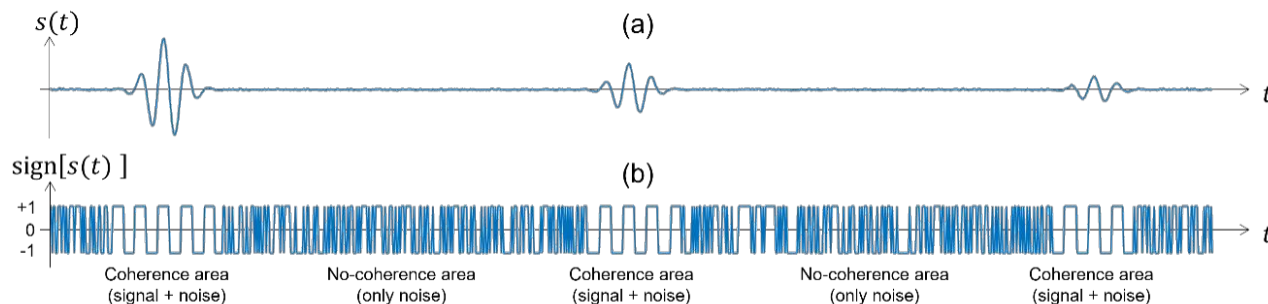 s(t)
(a)
t
sign[s(t) ]
(b)
+1
0
-1
t
Coherence area
(signal + noise)
No-coherence area
(only noise)
Coherence area
(signal + noise)
No-coherence area
(only noise)
Coherence area
(signal + noise)